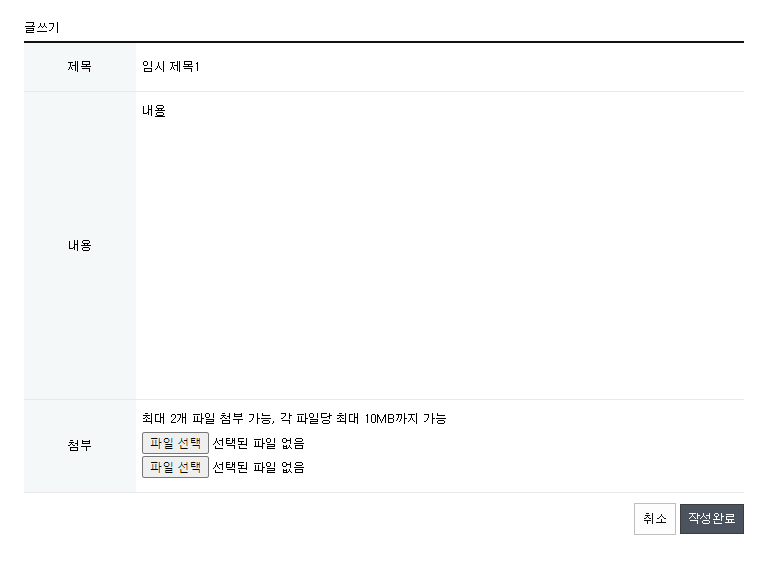 글쓰기
제목
임시 제목1
내용
내용
첨부
최대 2개 파일 첨부 가능, 각 파일당 최대 10MB까지 가능
파일 선택 선택된 파일 없음
파일 선택 선택된 파일 없음
취소
작성완료